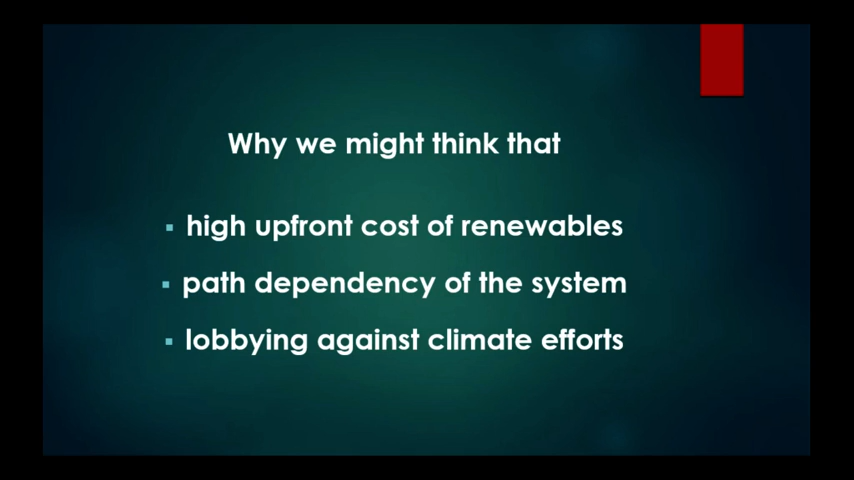 Why we might think that
▪ high upfront cost of renewables
▪ path dependency of the system
▪ lobbying against climate efforts